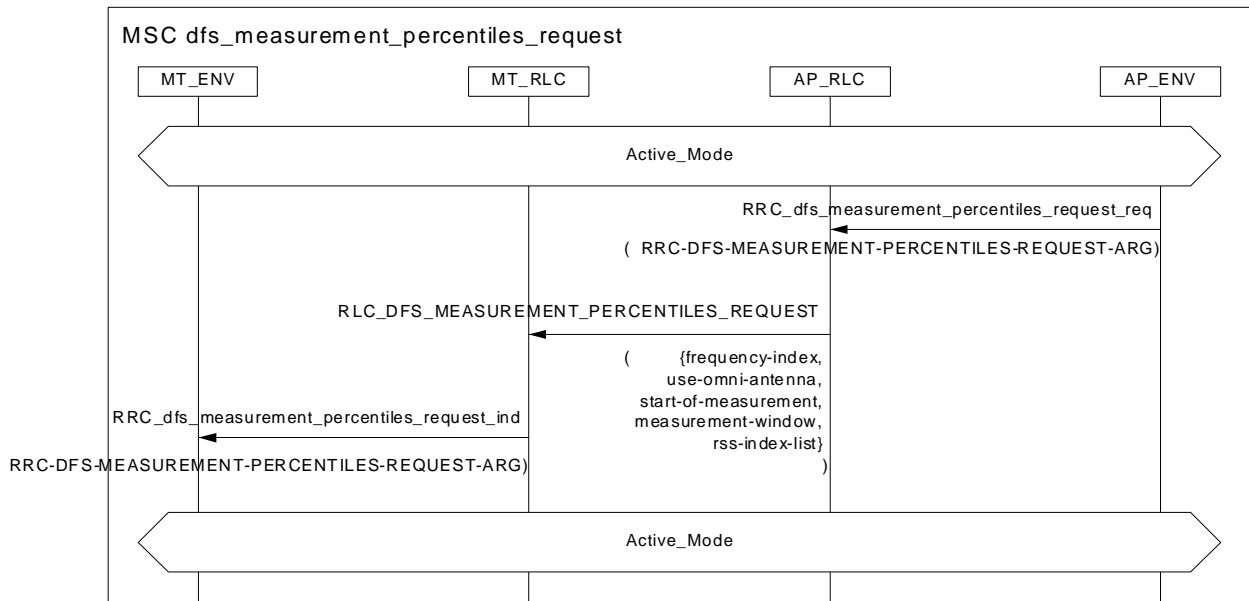 MSC dfs_measurement_percentiles_request
MT_ENV MT_RLC AP_RLC AP_ENV
Active_Mode
RRC_dfs_measurement_percentiles_request_req
( RRC-DFS-MEASUREMENT-PERCENTILES-REQUEST-ARG)
RLC_DFS_MEASUREMENT_PERCENTILES_REQUEST
( {frequency-index,
use-omni-antenna,
start-of-measurement,
measurement-window,
rss-index-list}
)
RRC_dfs_measurement_percentiles_request_ind
RRC-DFS-MEASUREMENT-PERCENTILES-REQUEST-ARG)
Active_Mode